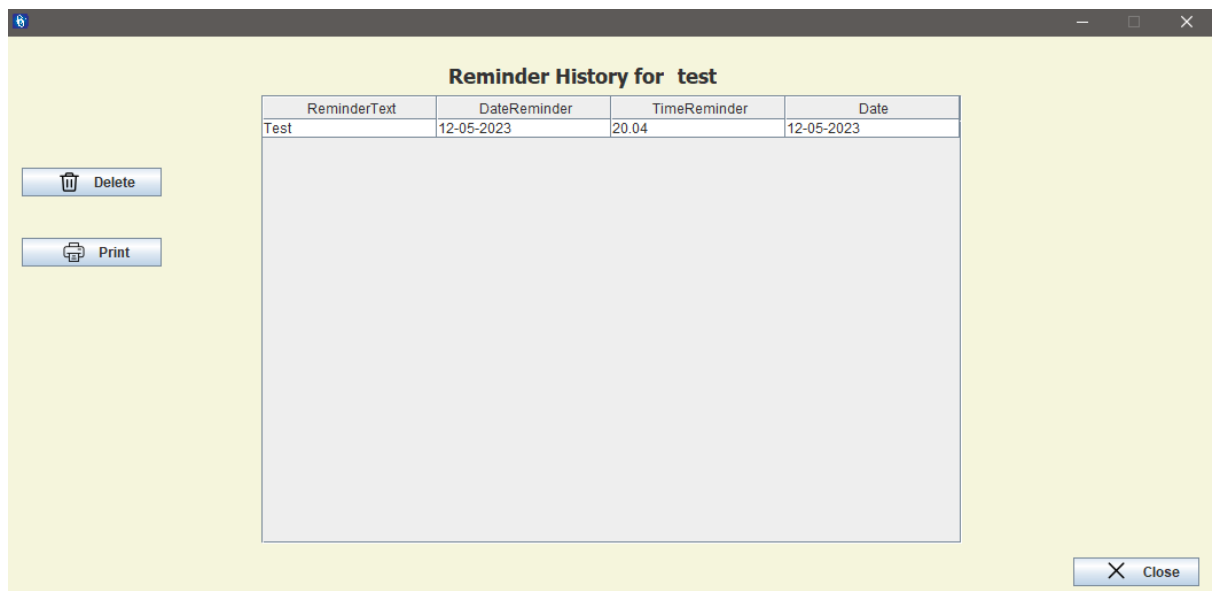 Reminder History for test
ReminderText DateReminder TimeReminder Date
Test 12-05-2023 20.04 12-05-2023
Delete
Print
Close